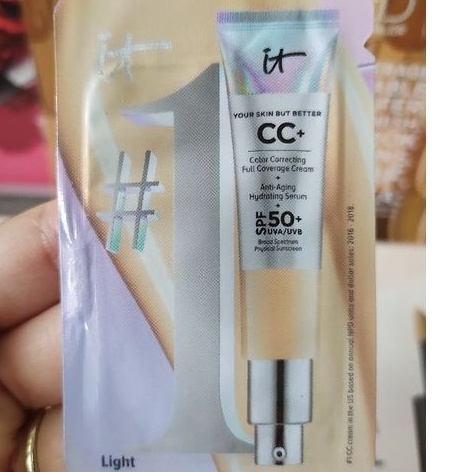 it
#1
it
YOUR SKIN BUT BETTER
CC+
Color Correcting
Full Coverage Cream
+
Anti-Aging
Hydrating Serum
+
SPF 50+
UVA/UVB
Broad Spectrum
Physical Sunscreen
Light
#1 CC cream in the US based on annual NPD units and dollar sales: 2016 - 2018.